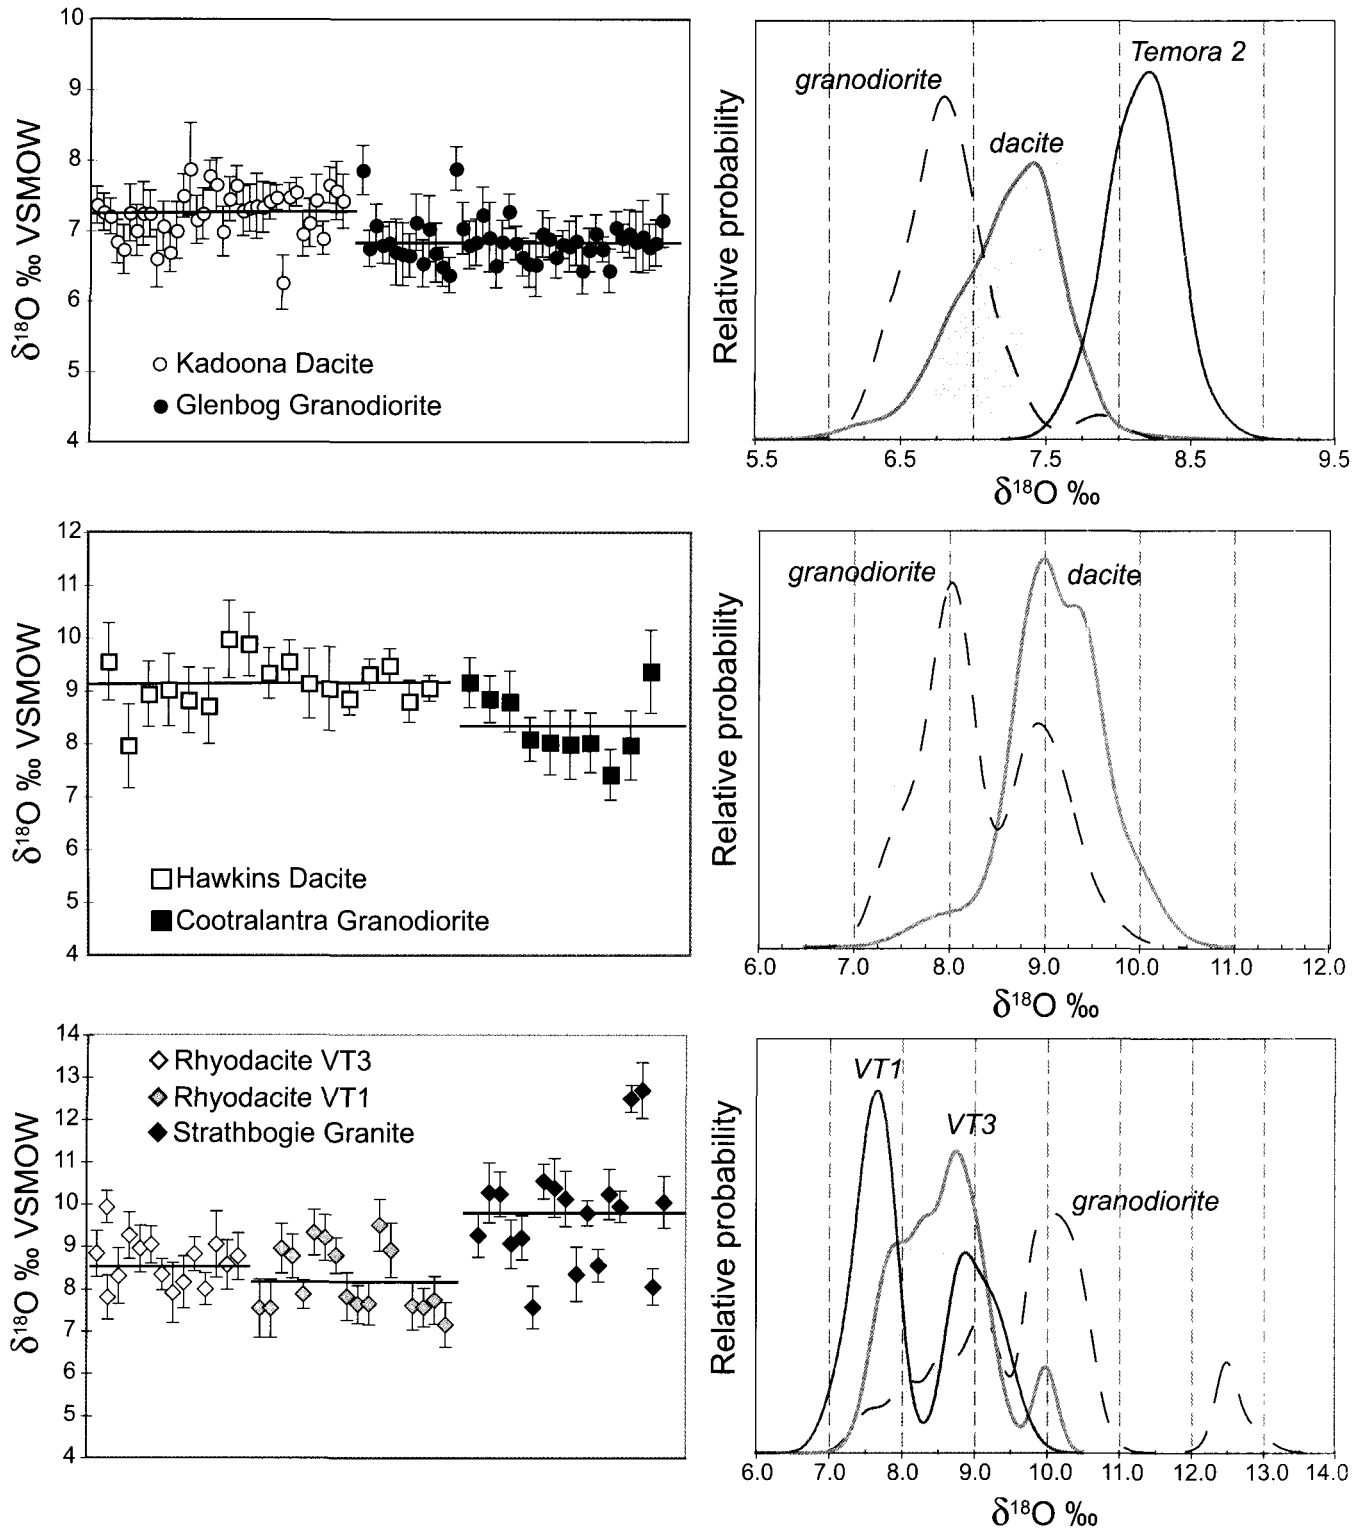 10
9
8
7
6
5
4
δ18O ‰ VSMOW
Kadoona Dacite
Glenbog Granodiorite
granodiorite
dacite
Temora 2
Relative probability
5.5 6.5 7.5 8.5 9.5
δ18O ‰
12
11
10
9
8
7
6
5
4
δ18O ‰ VSMOW
Hawkins Dacite
Cootralantra Granodiorite
granodiorite
dacite
Relative probability
6.0 7.0 8.0 9.0 10.0 11.0 12.0
δ18O ‰
14
13
12
11
10
9
8
7
6
5
4
δ18O ‰ VSMOW
Rhyodacite VT3
Rhyodacite VT1
Strathbogie Granite
VT1
VT3
granodiorite
Relative probability
6.0 7.0 8.0 9.0 10.0 11.0 12.0 13.0 14.0
δ18O ‰